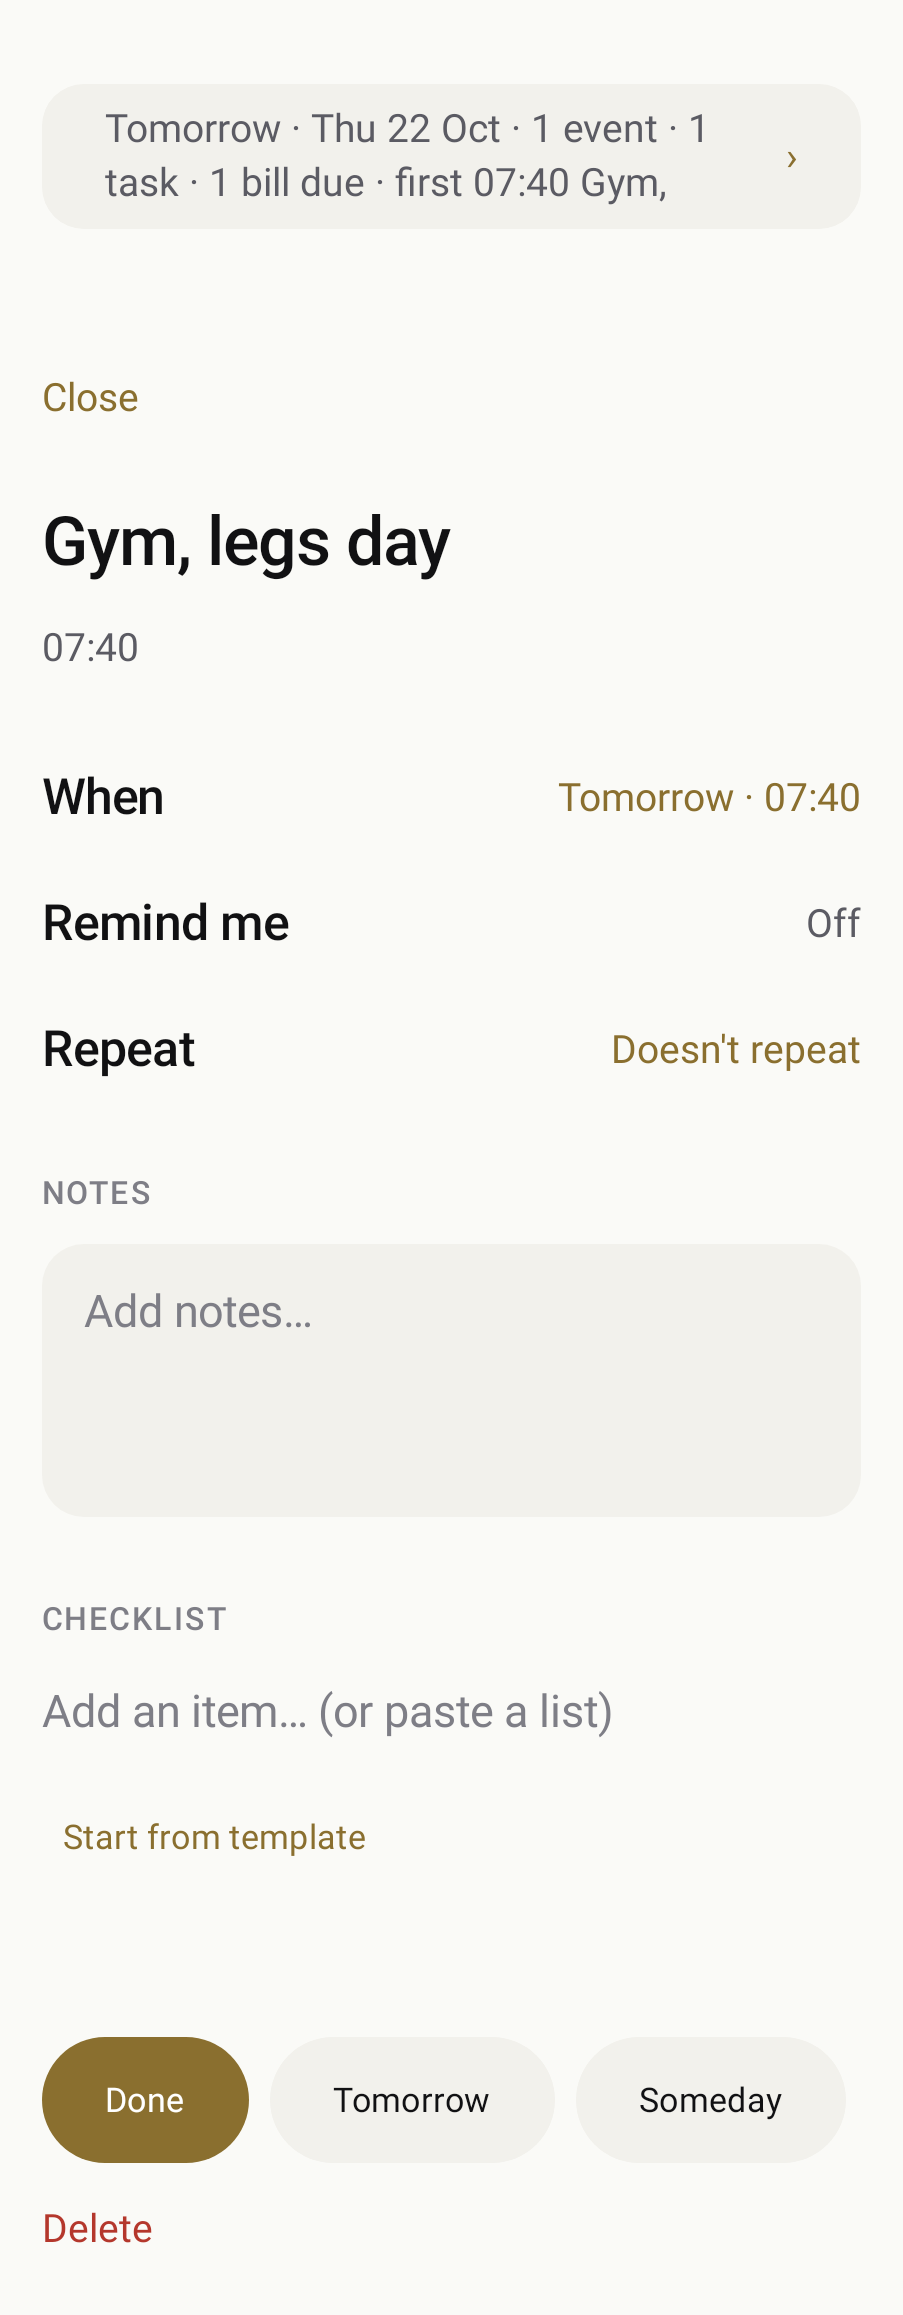 Tomorrow · Thu 22 Oct · 1 event · 1
task · 1 bill due · first 07:40 Gym,
›
Close
Gym, legs day
07:40
When
Tomorrow · 07:40
Remind me
Off
Repeat
Doesn't repeat
NOTES
Add notes…
CHECKLIST
Add an item… (or paste a list)
Start from template
Done
Tomorrow
Someday
Delete